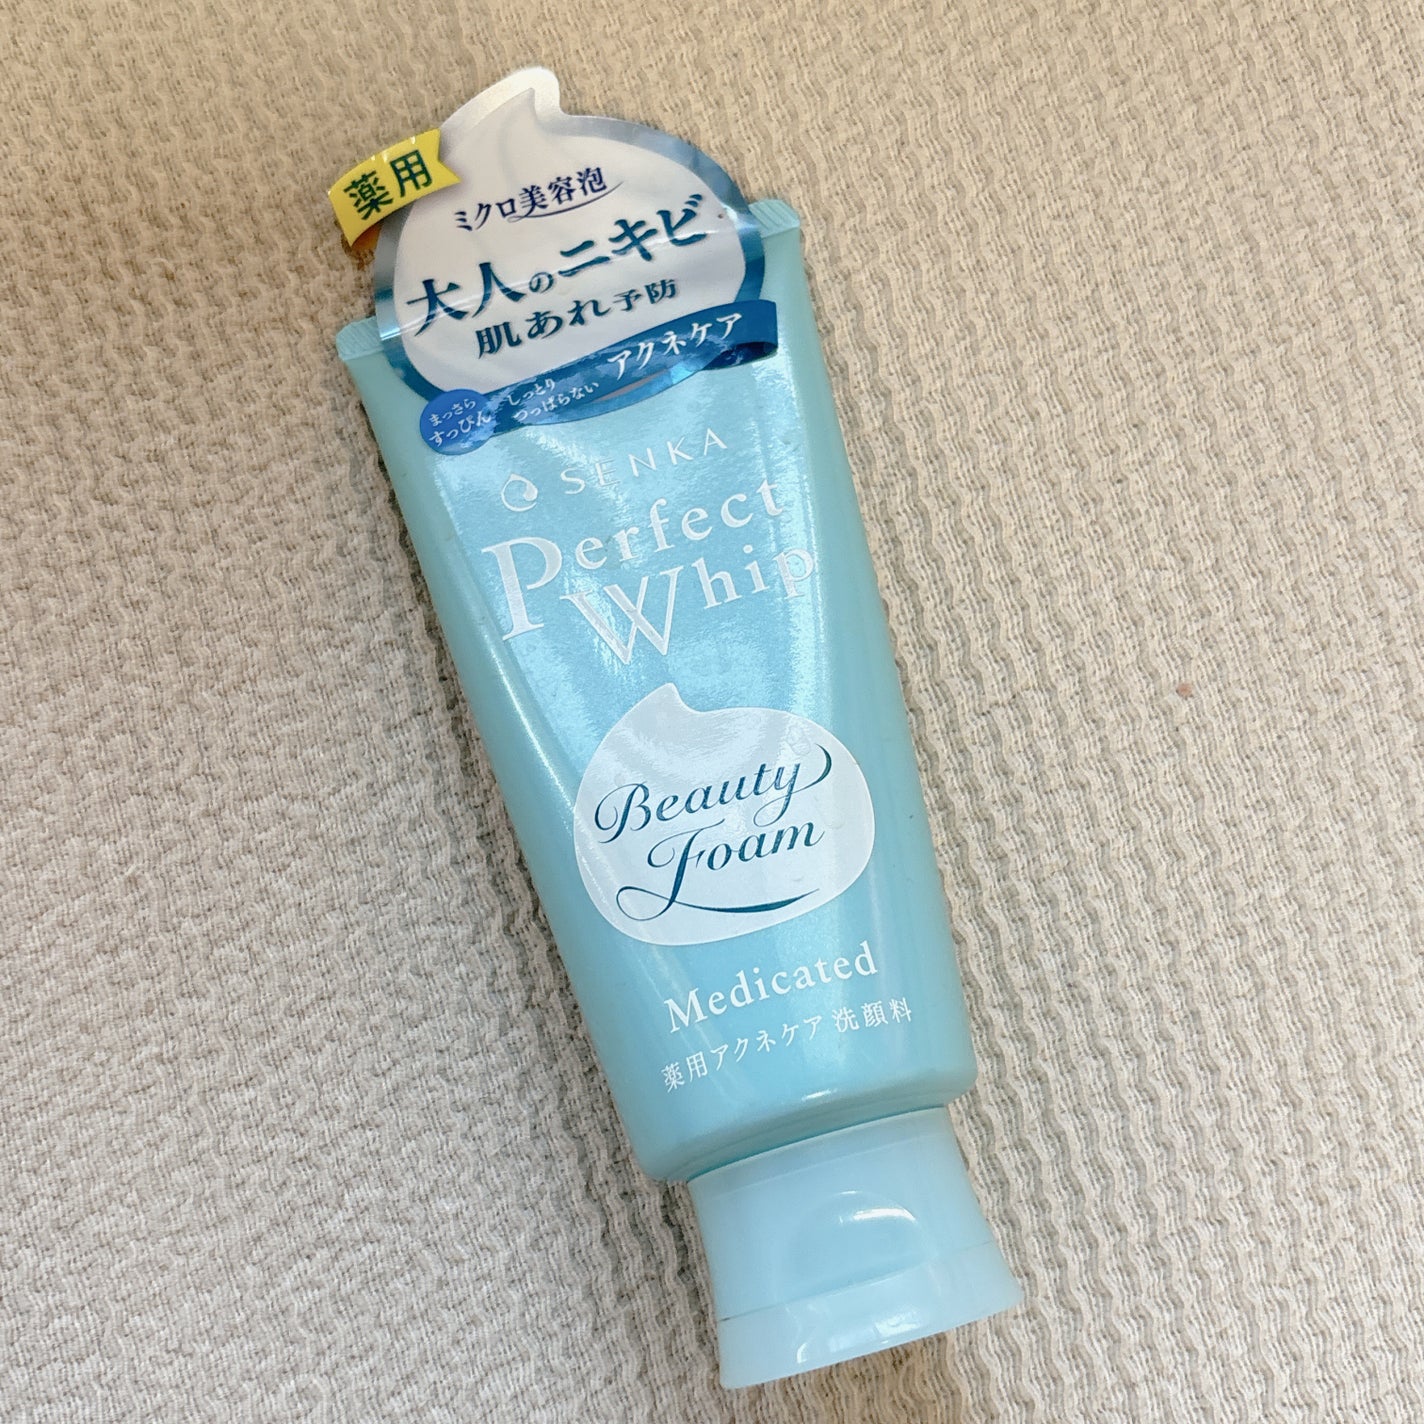 薬用
ミクロ美容泡
大人のニキビ
肌あれ予防
アクネケア
まっさら
すっぴん
しっとり
つっぱらない
SENKA
Perfect
Whip
Beauty
Foam
Medicated
薬用アクネケア 洗顔料